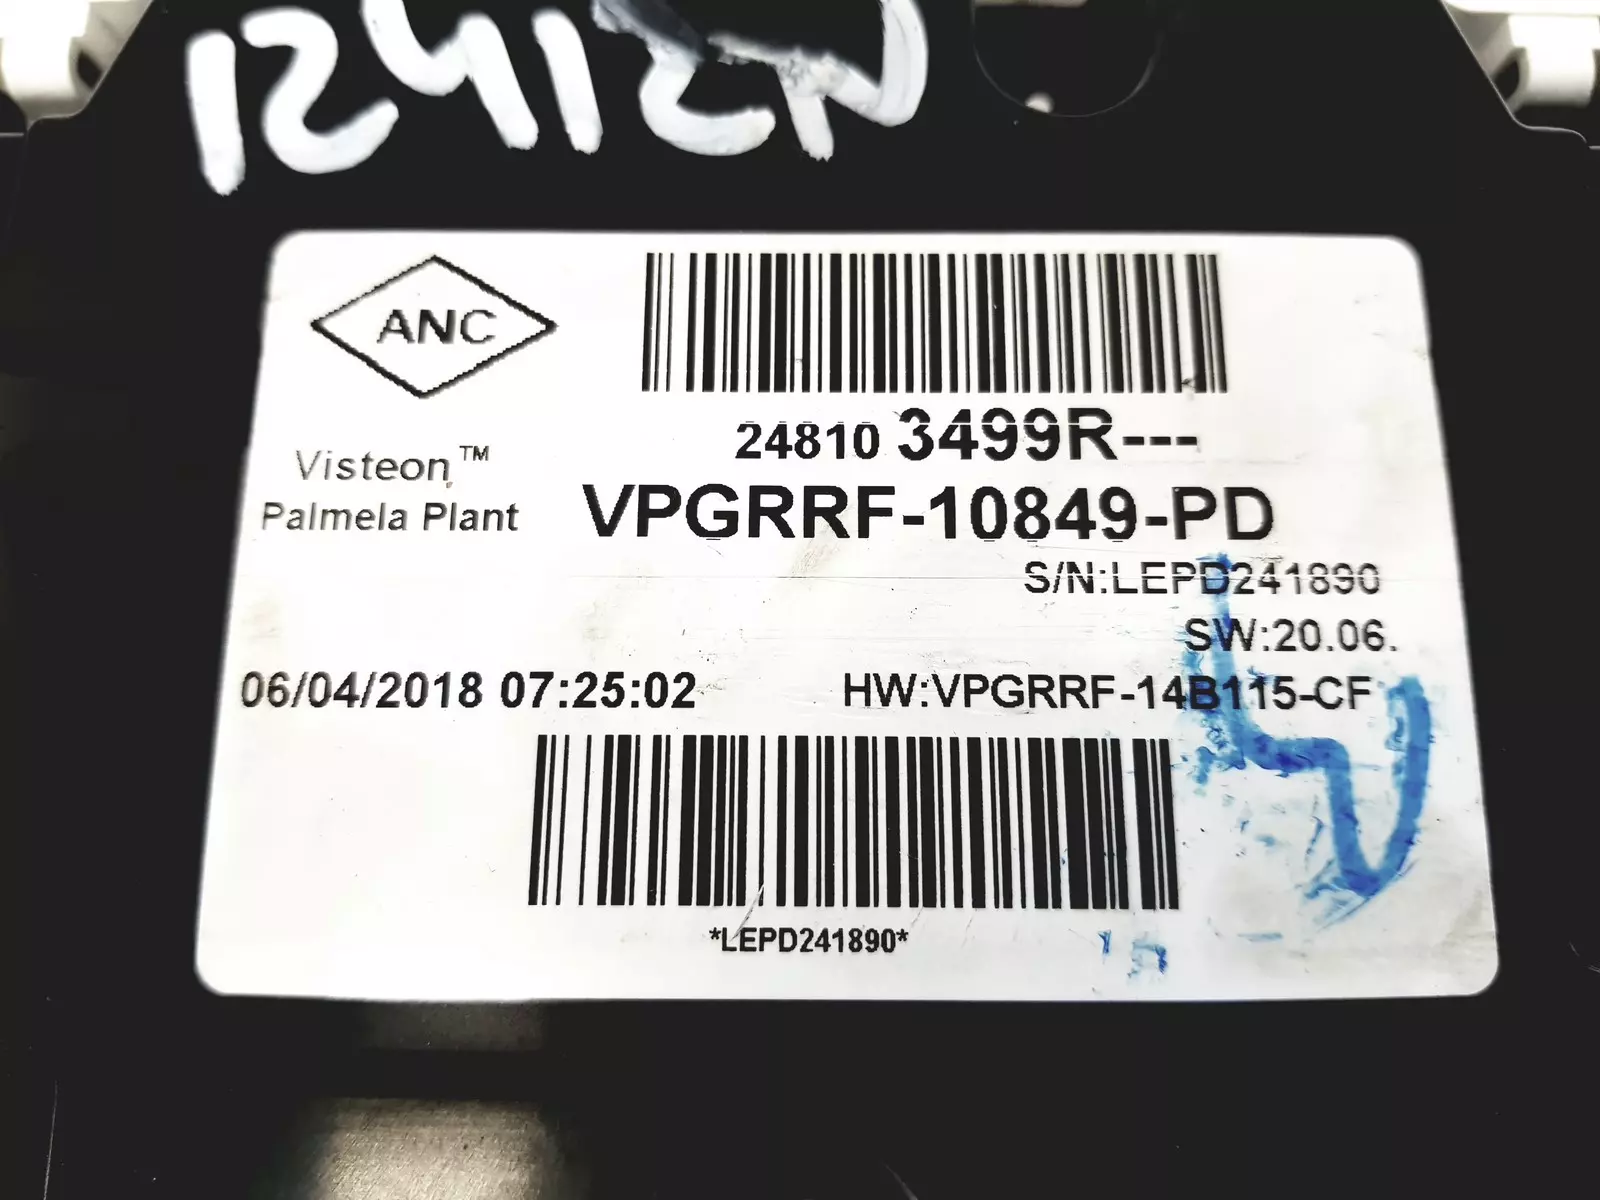 1241ZN
ANC
24810 3499R---
Visteon™
Palmela Plant
VPGRRF-10849-PD
S/N:LEPD241890
SW:20.06.
06/04/2018 07:25:02
HW:VPGRRF-14B115-CF
*LEPD241890*